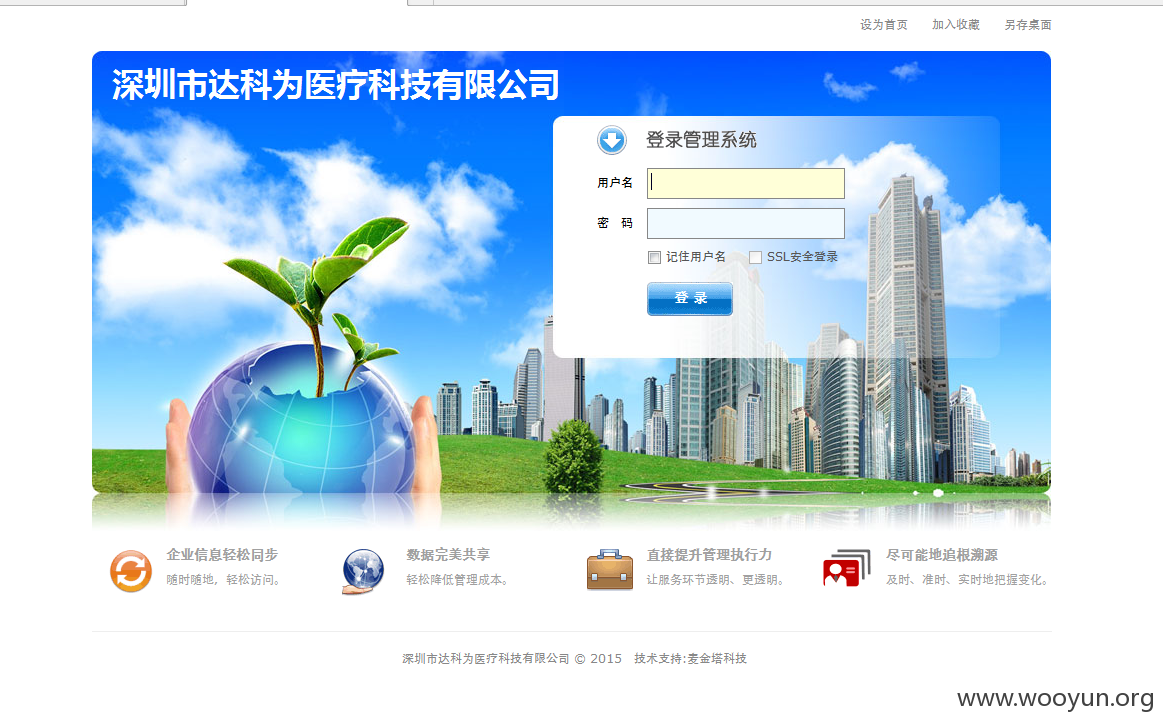 设为首页 加入收藏 另存桌面
深圳市达科为医疗科技有限公司
登录管理系统
用户名
密 码
记住用户名 SSL安全登录
登 录
企业信息轻松同步
随时随地，轻松访问。
数据完美共享
轻松降低管理成本。
直接提升管理执行力
让服务环节透明、更透明。
尽可能地追根溯源
及时、准时、实时地把握变化。
深圳市达科为医疗科技有限公司 © 2015 技术支持:麦金塔科技
www.wooyun.org